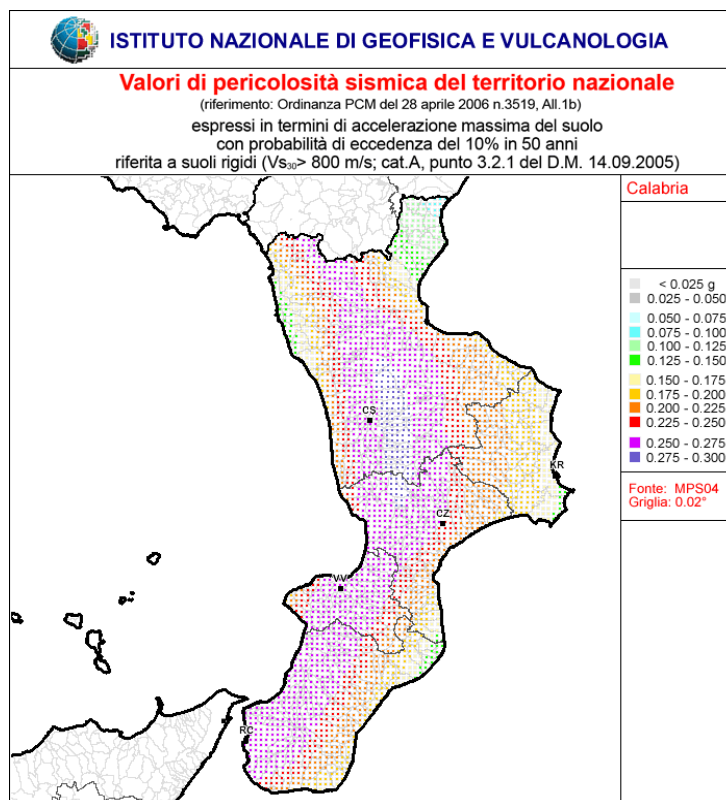 ISTITUTO NAZIONALE DI GEOFISICA E VULCANOLOGIA
Valori di pericolosità sismica del territorio nazionale
(riferimento: Ordinanza PCM del 28 aprile 2006 n.3519, All.1b)
espressi in termini di accelerazione massima del suolo
con probabilità di eccedenza del 10% in 50 anni
riferita a suoli rigidi (Vs₃₀> 800 m/s; cat.A, punto 3.2.1 del D.M. 14.09.2005)
Calabria
< 0.025 g
0.025 - 0.050
0.050 - 0.075
0.075 - 0.100
0.100 - 0.125
0.125 - 0.150
0.150 - 0.175
0.175 - 0.200
0.200 - 0.225
0.225 - 0.250
0.250 - 0.275
0.275 - 0.300
Fonte: MPS04
Griglia: 0.02°
CS
KR
CZ
VV
RC